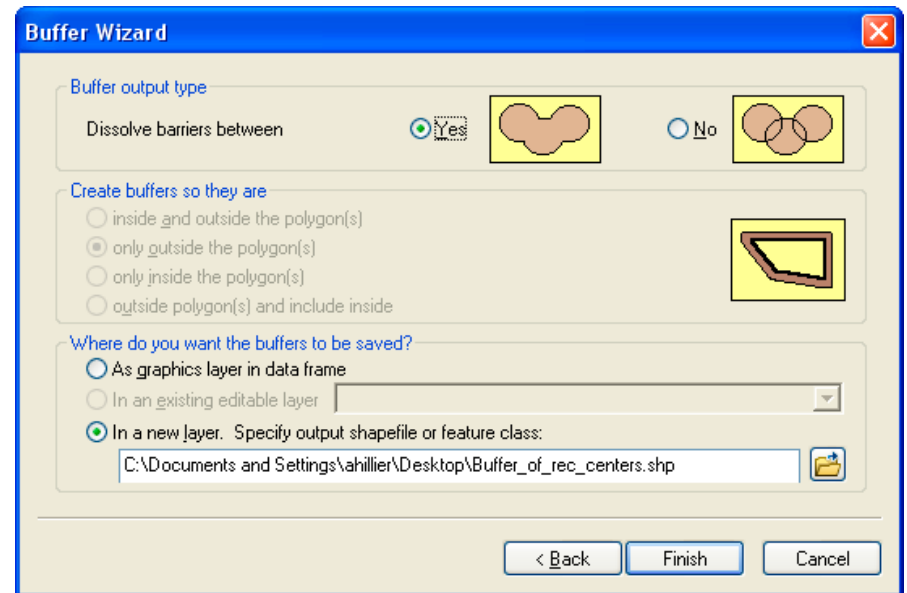 Buffer Wizard
Buffer output type
Dissolve barriers between Yes No
Create buffers so they are
inside and outside the polygon(s)
only outside the polygon(s)
only inside the polygon(s)
outside polygon(s) and include inside
Where do you want the buffers to be saved?
As graphics layer in data frame
In an existing editable layer
In a new layer. Specify output shapefile or feature class:
C:\Documents and Settings\ahillier\Desktop\Buffer_of_rec_centers.shp
< Back Finish Cancel